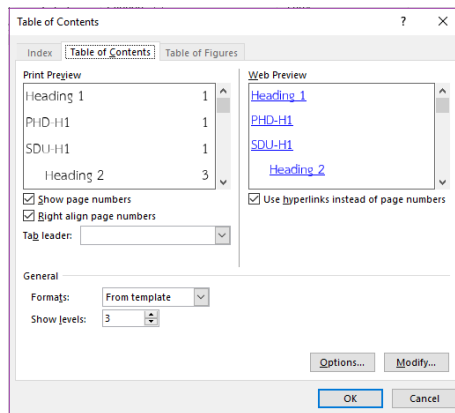 Table of Contents ? ×
Index Table of Contents Table of Figures
Print Preview
Heading 1 1
PHD-H1 1
SDU-H1 1
Heading 2 3
Show page numbers
Right align page numbers
Tab leader:
Web Preview
Heading 1
PHD-H1
SDU-H1
Heading 2
Use hyperlinks instead of page numbers
General
Formats: From template
Show levels: 3
Options... Modify...
OK Cancel